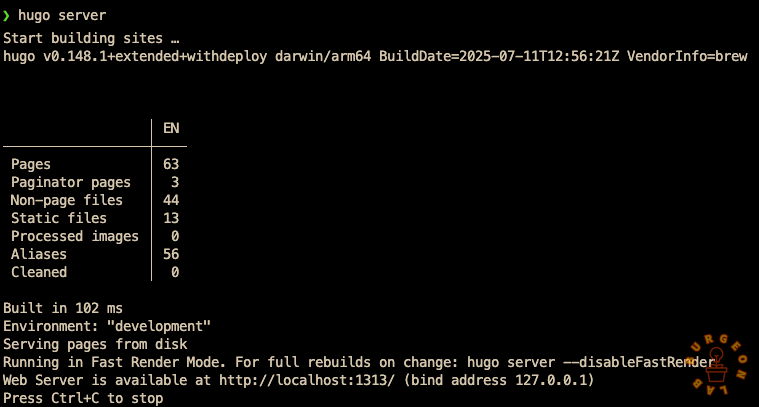 ❯ hugo server
Start building sites …
hugo v0.148.1+extended+withdeploy darwin/arm64 BuildDate=2025-07-11T12:56:21Z VendorInfo=brew
EN
Pages 63
Paginator pages 3
Non-page files 44
Static files 13
Processed images 0
Aliases 56
Cleaned 0
Built in 102 ms
Environment: "development"
Serving pages from disk
Running in Fast Render Mode. For full rebuilds on change: hugo server --disableFastRender
Web Server is available at http://localhost:1313/ (bind address 127.0.0.1)
Press Ctrl+C to stop
BURGEON LAB